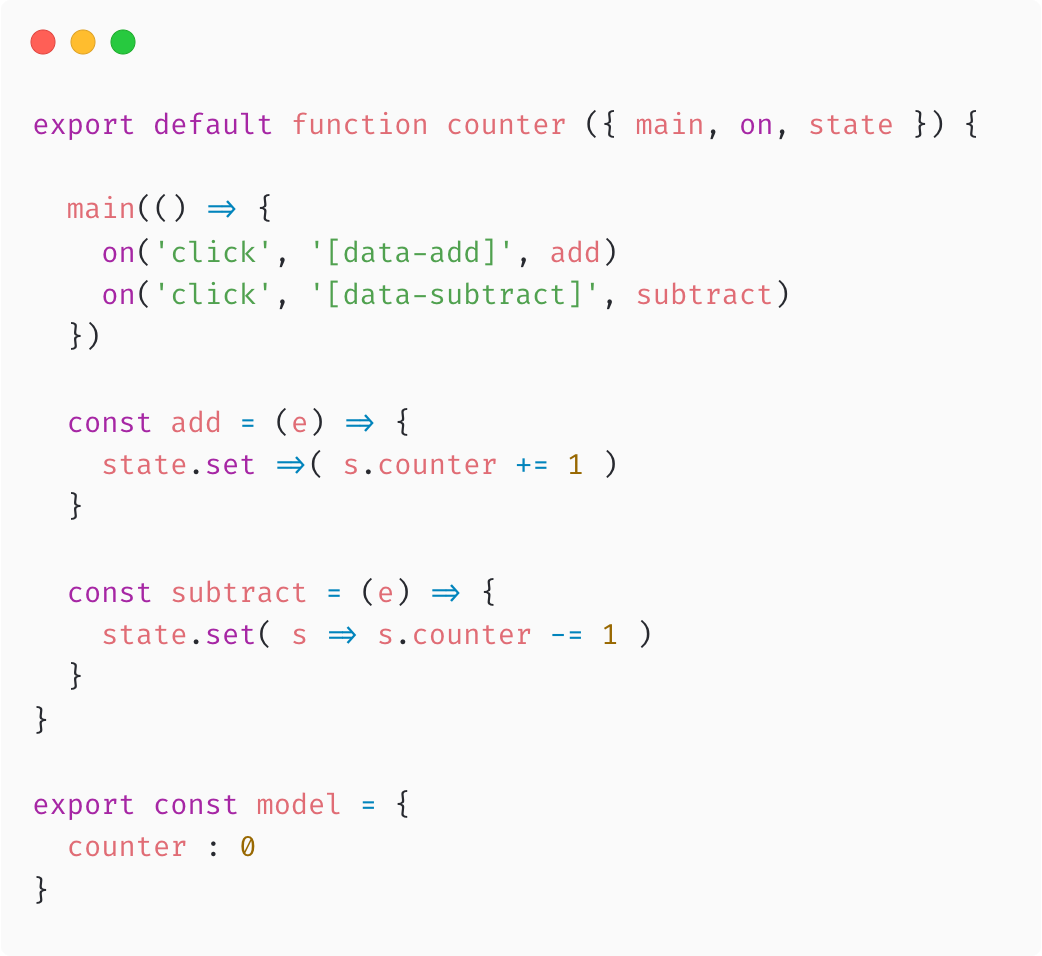 export default function counter ({ main, on, state }) {
  main(() => {
    on('click', '[data-add]', add)
    on('click', '[data-subtract]', subtract)
  })
  const add = (e) => {
    state.set =>( s.counter += 1 )
  }
  const subtract = (e) => {
    state.set( s => s.counter -= 1 )
  }
}
export const model = {
  counter : 0
}